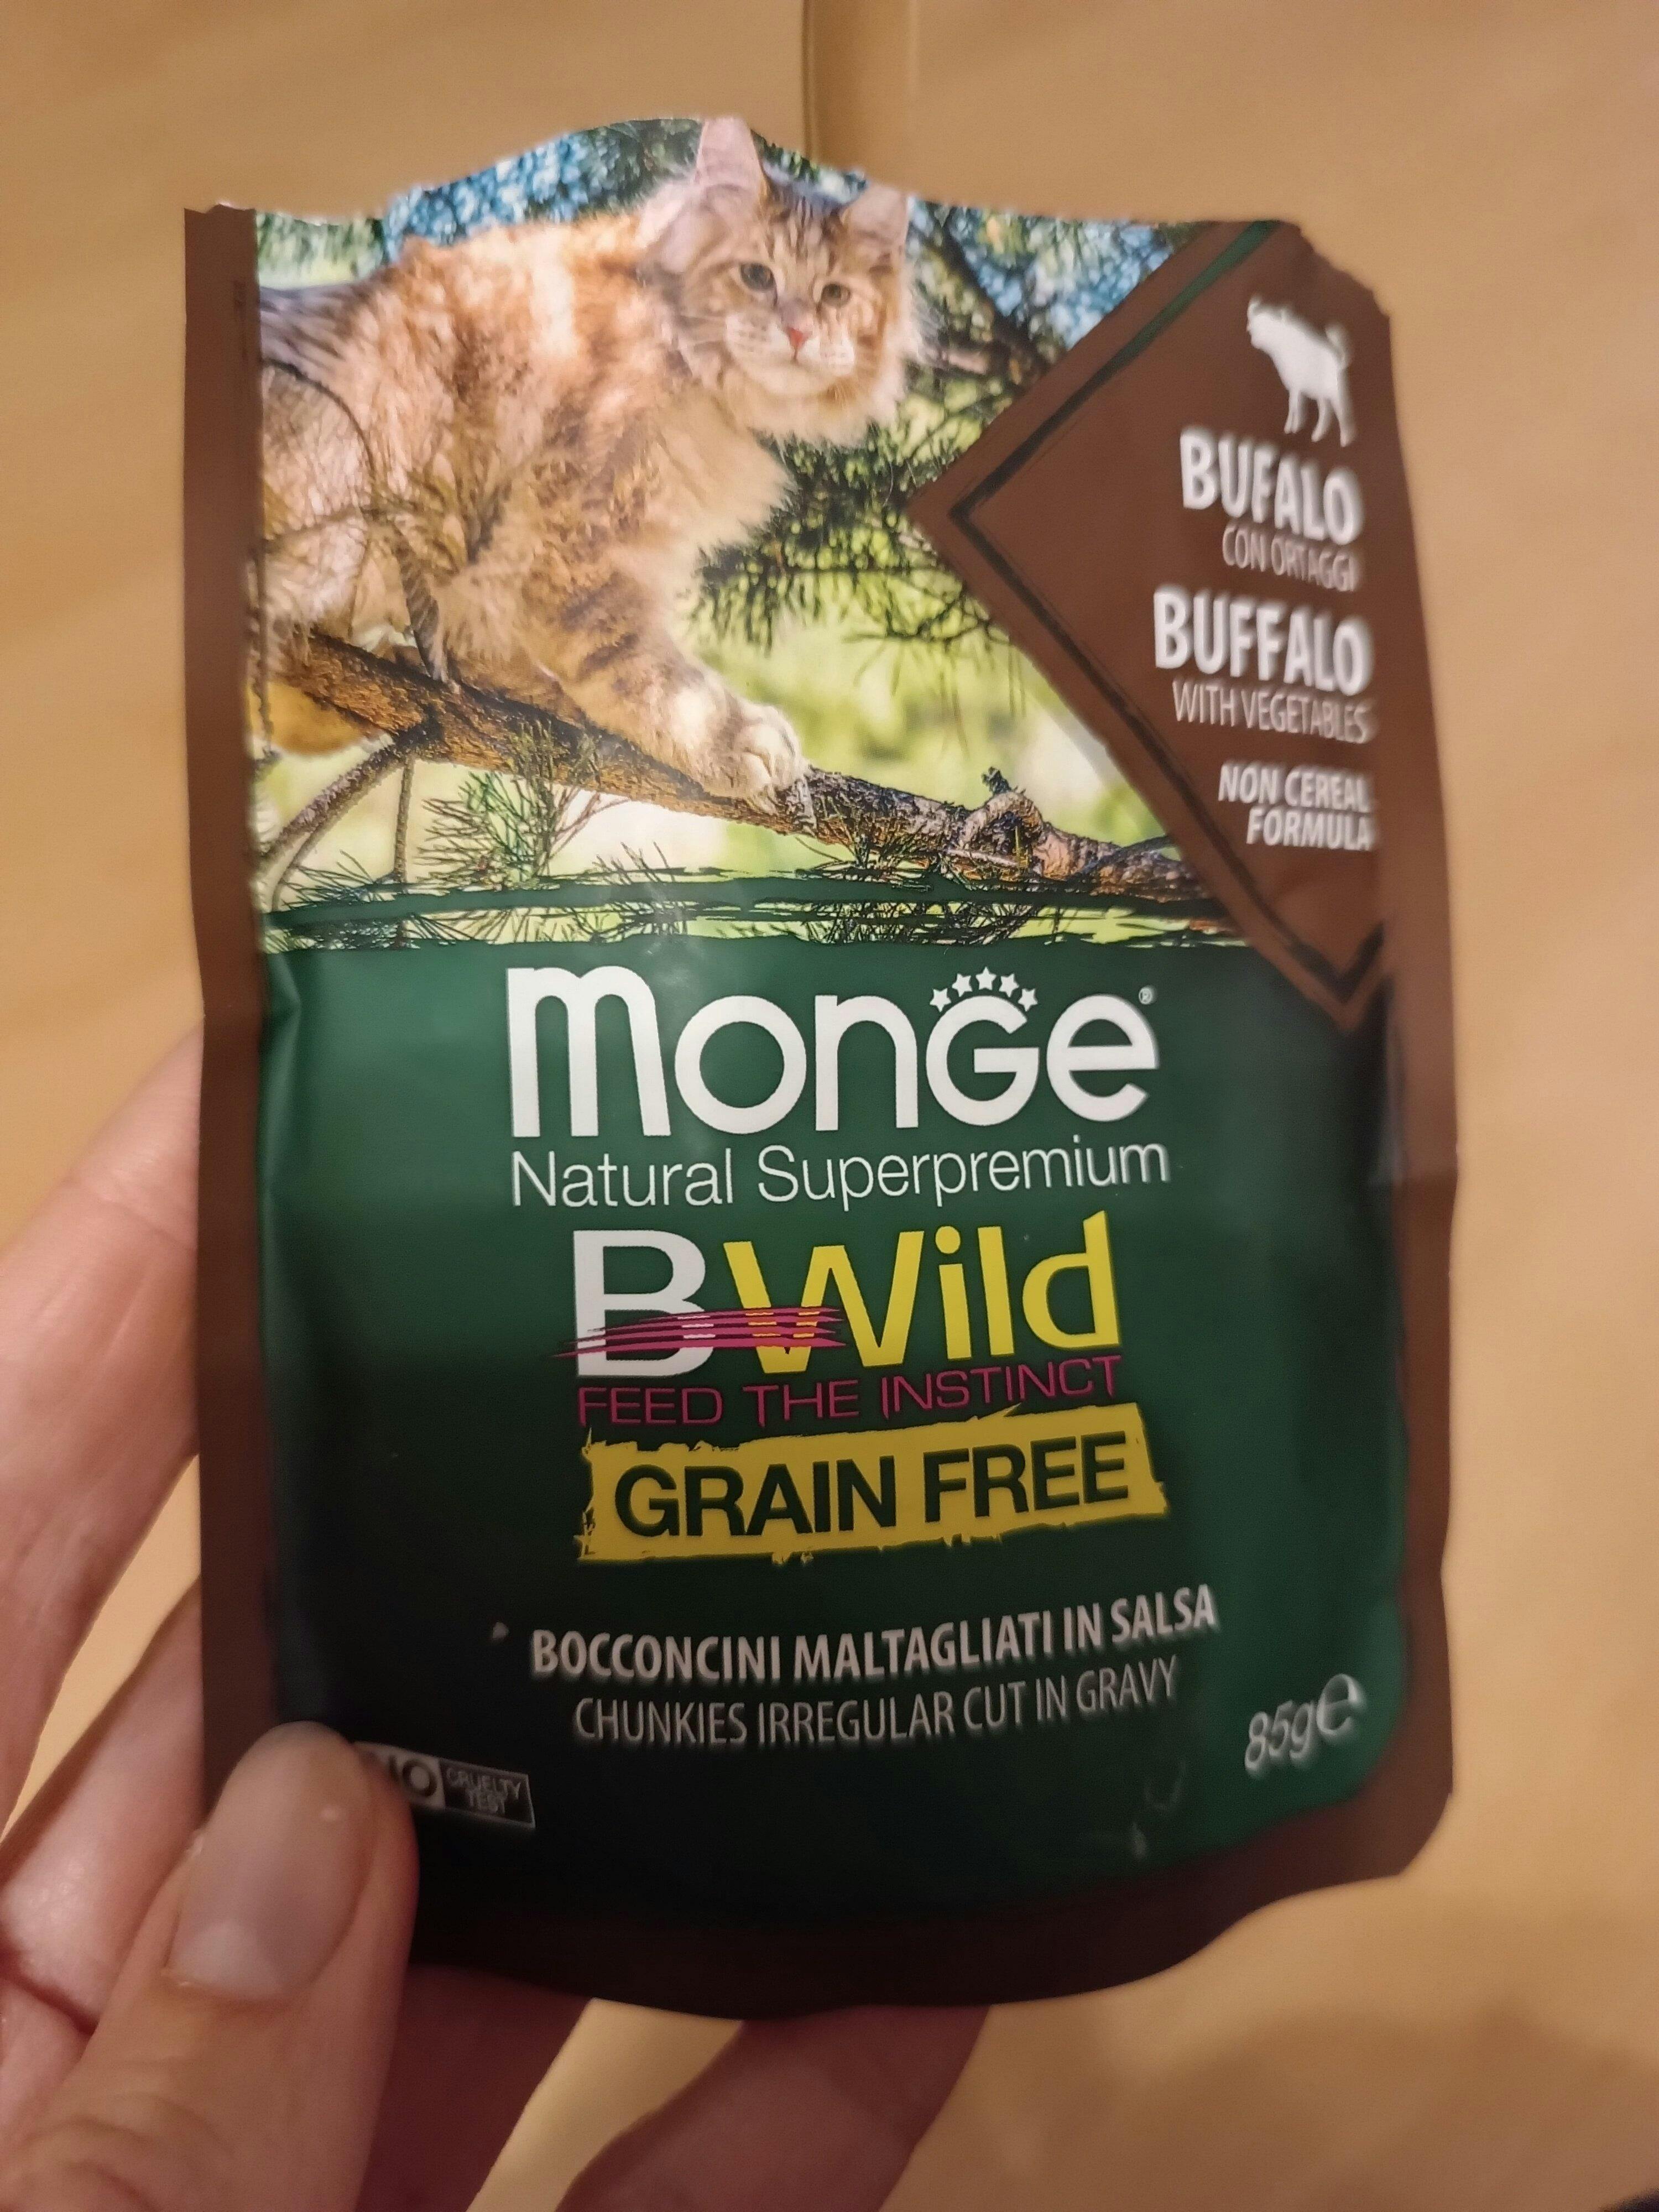 BUFALO
CON ORTAGGI
BUFFALO
WITH VEGETABLES
NON CEREAL
FORMULA
monGe®
Natural Superpremium
BWild
FEED THE INSTINCT
GRAIN FREE
BOCCONCINI MALTAGLIATI IN SALSA
CHUNKIES IRREGULAR CUT IN GRAVY
85g℮
CRUELTY
TEST